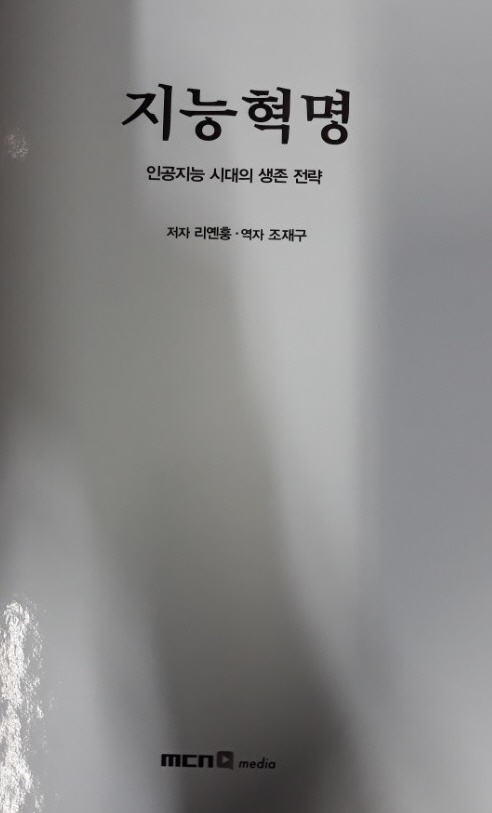 지능혁명
인공지능 시대의 생존 전략
저자 리옌홍 · 역자 조재구
mcn media